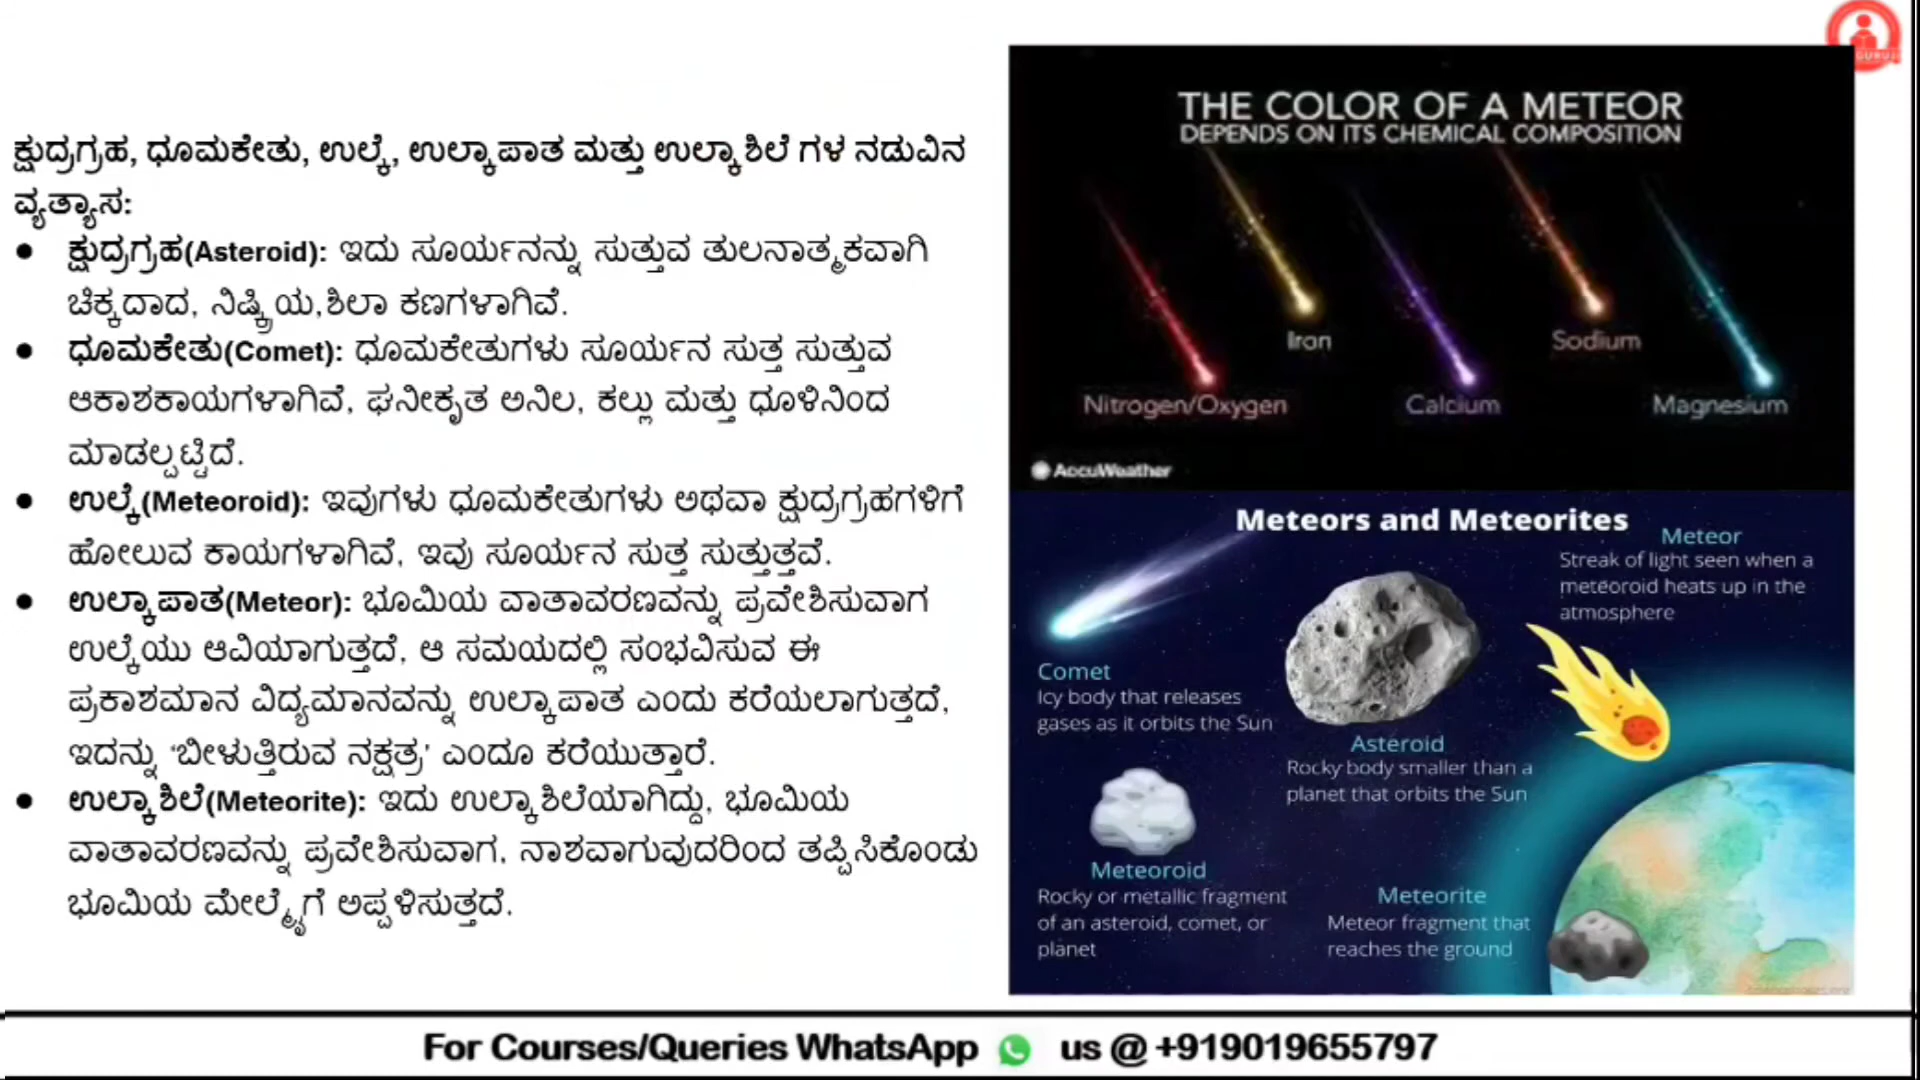 ಕ್ಷುದ್ರಗ್ರಹ, ಧೂಮಕೇತು, ಉಲ್ಕೆ, ಉಲ್ಕಾಪಾತ ಮತ್ತು ಉಲ್ಕಾಶಿಲೆ ಗಳ ನಡುವಿನ
ವ್ಯತ್ಯಾಸ:
● ಕ್ಷುದ್ರಗ್ರಹ(Asteroid): ಇದು ಸೂರ್ಯನನ್ನು ಸುತ್ತುವ ತುಲನಾತ್ಮಕವಾಗಿ
ಚಿಕ್ಕದಾದ, ನಿಷ್ಕ್ರಿಯ,ಶಿಲಾ ಕಣಗಳಾಗಿವೆ.
● ಧೂಮಕೇತು(Comet): ಧೂಮಕೇತುಗಳು ಸೂರ್ಯನ ಸುತ್ತ ಸುತ್ತುವ
ಆಕಾಶಕಾಯಗಳಾಗಿವೆ, ಘನೀಕೃತ ಅನಿಲ, ಕಲ್ಲು ಮತ್ತು ಧೂಳಿನಿಂದ
ಮಾಡಲ್ಪಟ್ಟಿದೆ.
● ಉಲ್ಕೆ(Meteoroid): ಇವುಗಳು ಧೂಮಕೇತುಗಳು ಅಥವಾ ಕ್ಷುದ್ರಗ್ರಹಗಳಿಗೆ
ಹೋಲುವ ಕಾಯಗಳಾಗಿವೆ, ಇವು ಸೂರ್ಯನ ಸುತ್ತ ಸುತ್ತುತ್ತವೆ.
● ಉಲ್ಕಾಪಾತ(Meteor): ಭೂಮಿಯ ವಾತಾವರಣವನ್ನು ಪ್ರವೇಶಿಸುವಾಗ
ಉಲ್ಕೆಯು ಆವಿಯಾಗುತ್ತದೆ, ಆ ಸಮಯದಲ್ಲಿ ಸಂಭವಿಸುವ ಈ
ಪ್ರಕಾಶಮಾನ ವಿದ್ಯಮಾನವನ್ನು ಉಲ್ಕಾಪಾತ ಎಂದು ಕರೆಯಲಾಗುತ್ತದೆ,
ಇದನ್ನು 'ಬೀಳುತ್ತಿರುವ ನಕ್ಷತ್ರ' ಎಂದೂ ಕರೆಯುತ್ತಾರೆ.
● ಉಲ್ಕಾಶಿಲೆ(Meteorite): ಇದು ಉಲ್ಕಾಶಿಲೆಯಾಗಿದ್ದು, ಭೂಮಿಯ
ವಾತಾವರಣವನ್ನು ಪ್ರವೇಶಿಸುವಾಗ, ನಾಶವಾಗುವುದರಿಂದ ತಪ್ಪಿಸಿಕೊಂಡು
ಭೂಮಿಯ ಮೇಲ್ಮೈಗೆ ಅಪ್ಪಳಿಸುತ್ತದೆ.
THE COLOR OF A METEOR
DEPENDS ON ITS CHEMICAL COMPOSITION
Iron
Sodium
Nitrogen/Oxygen
Calcium
Magnesium
AccuWeather
Meteors and Meteorites
Meteor
Streak of light seen when a
meteoroid heats up in the
atmosphere
Comet
Icy body that releases
gases as it orbits the Sun
Asteroid
Rocky body smaller than a
planet that orbits the Sun
Meteoroid
Rocky or metallic fragment
of an asteroid, comet, or
planet
Meteorite
Meteor fragment that
reaches the ground
For Courses/Queries WhatsApp us @ +919019655797